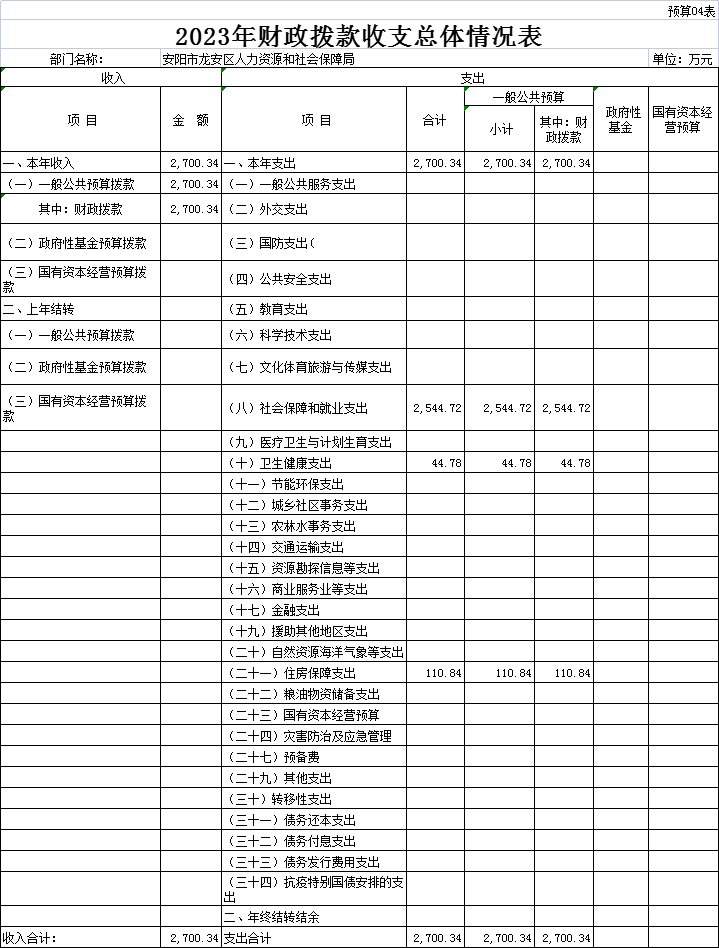 预算04表
2023年财政拨款收支总体情况表
部门名称: 安阳市龙安区人力资源和社会保障局 单位：万元
收入 支出
项 目 金 额 项 目 合计 一般公共预算 政府性基金 国有资本经营预算
小计 其中：财政拨款
一、本年收入 2,700.34 一、本年支出 2,700.34 2,700.34 2,700.34
（一）一般公共预算拨款 2,700.34 （一）一般公共服务支出
其中：财政拨款 2,700.34 （二）外交支出
（二）政府性基金预算拨款 （三）国防支出(
（三）国有资本经营预算拨款 （四）公共安全支出
二、上年结转 （五）教育支出
（一）一般公共预算拨款 （六）科学技术支出
（二）政府性基金预算拨款 （七）文化体育旅游与传媒支出
（三）国有资本经营预算拨款 （八）社会保障和就业支出 2,544.72 2,544.72 2,544.72
（九）医疗卫生与计划生育支出
（十）卫生健康支出 44.78 44.78 44.78
（十一）节能环保支出
（十二）城乡社区事务支出
（十三）农林水事务支出
（十四）交通运输支出
（十五）资源勘探信息等支出
（十六）商业服务业等支出
（十七）金融支出
（十九）援助其他地区支出
（二十）自然资源海洋气象等支出
（二十一）住房保障支出 110.84 110.84 110.84
（二十二）粮油物资储备支出
（二十三）国有资本经营预算
（二十四）灾害防治及应急管理
（二十七）预备费
（二十九）其他支出
（三十）转移性支出
（三十一）债务还本支出
（三十二）债务付息支出
（三十三）债务发行费用支出
（三十四）抗疫特别国债安排的支出
二、年终结转结余
收入合计: 2,700.34 支出合计 2,700.34 2,700.34 2,700.34